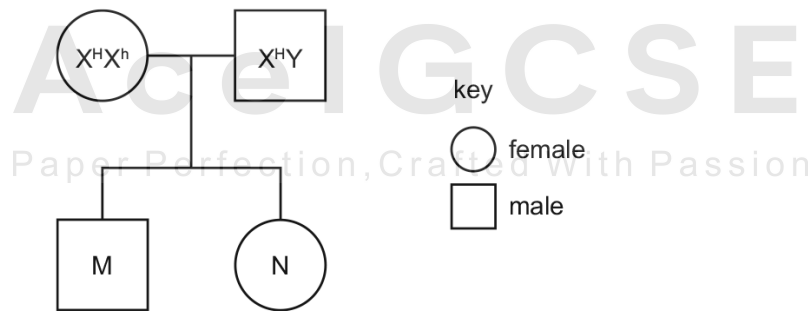 AceIGCSE
XᴴXʰ
XᴴY
key
female
Paper Perfection,Crafted With Passion
male
M
N